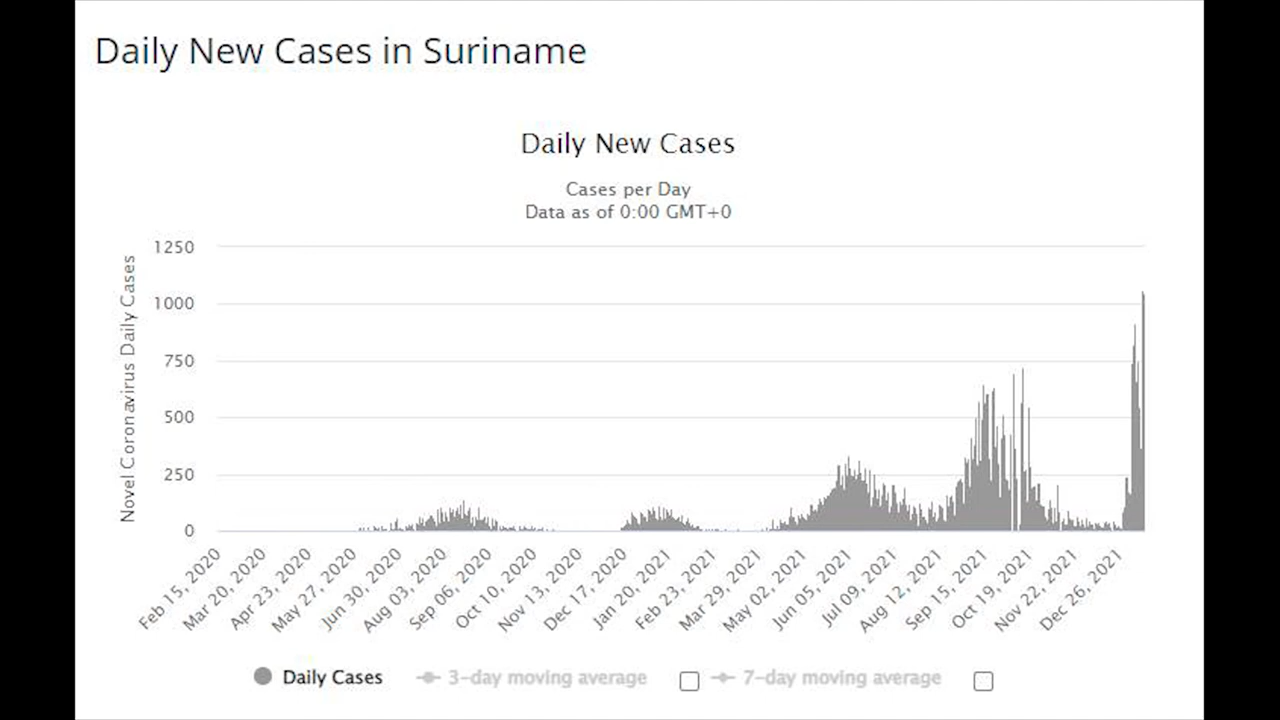 Daily New Cases in Suriname
Daily New Cases
Cases per Day
Data as of 0:00 GMT+0
Novel Coronavirus Daily Cases
1250
1000
750
500
250
0
Feb 15, 2020
Mar 20, 2020
Apr 23, 2020
May 27, 2020
Jun 30, 2020
Aug 03, 2020
Sep 06, 2020
Oct 10, 2020
Nov 13, 2020
Dec 17, 2020
Jan 20, 2021
Feb 23, 2021
Mar 29, 2021
May 02, 2021
Jun 05, 2021
Jul 09, 2021
Aug 12, 2021
Sep 15, 2021
Oct 19, 2021
Nov 22, 2021
Dec 26, 2021
Daily Cases 3-day moving average 7-day moving average